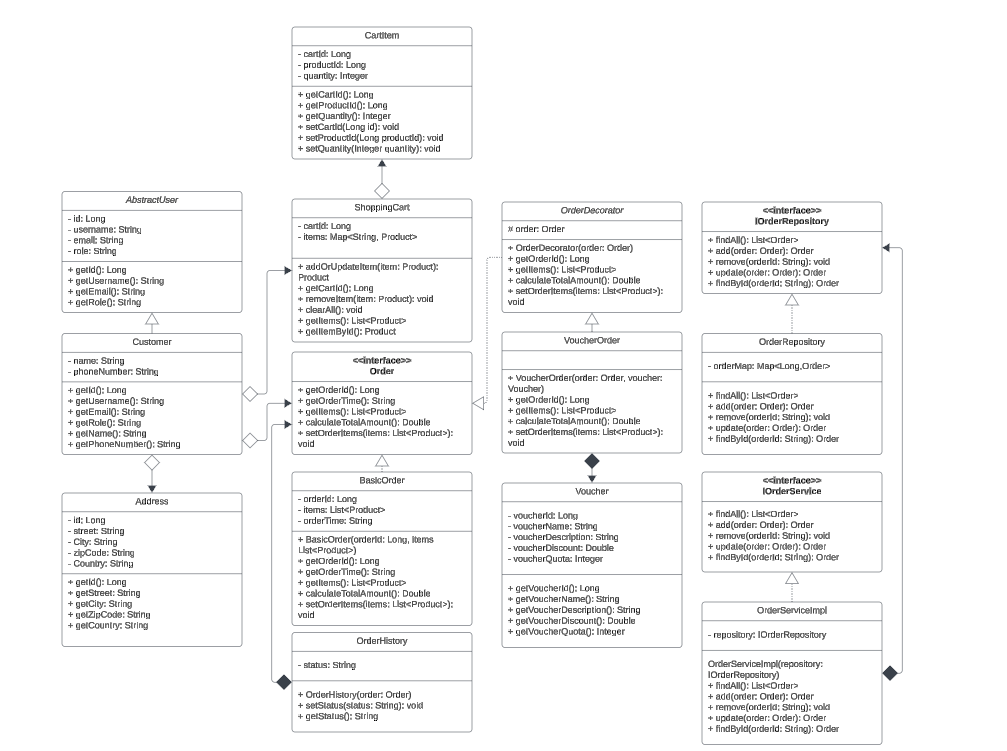 CartItem
- cartId: Long
- productId: Long
- quantity: Integer
+ getCartId(); Long
+ getProductId(); Long
+ getQuantity(); Integer
+ setCartId(Long id): void
+ setProductId(Long productId): void
+ setQuantity(Integer quantity): void
AbstractUser
- id: Long
- username: String
- email: String
- role: String
+ getId(); Long
+ getUsername(); String
+ getEmail(); String
+ getRole(); String
Customer
- name: String
- phoneNumber: String
+ getId(); Long
+ getUsername(); String
+ getEmail(); String
+ getRole(); String
+ getName(); String
+ getPhoneNumber(); String
Address
- id; Long
- street: String
- City: String
- zipCode: String
- Country: String
+ getId(); Long
+ getStreet: String
+ getCity: String
+ getZipCode: String
+ getCountry: String
ShoppingCart
- cartId: Long
- items: Map<String, Product>
+ addOrUpdateItem(item: Product):
Product
+ getCartId(); Long
+ removeItem(item: Product): void
+ clearAll(): void
+ getItems(): List<Product>
+ getItemById(): Product
<<interface>>
Order
+ getOrderId(): Long
+ getOrderTime(): String
+ getItems(): List<Product>
+ calculateTotalAmount(): Double
+ setOrderItems(items: List<Product>):
void
BasicOrder
- orderId: Long
- items: List<Product>
- orderTime: String
+ BasicOrder(orderId: Long, items
List<Product>)
+ getOrderId(): Long
+ getOrderTime(): String
+ getItems(): List<Product>
+ calculateTotalAmount(): Double
+ setOrderItems(items: List<Product>):
void
OrderHistory
- status: String
+ OrderHistory(order: Order)
+ setStatus(status: String): void
+ getStatus(); String
OrderDecorator
# order: Order
+ OrderDecorator(order: Order)
+ getOrderId(): Long
+ getItems(): List<Product>
+ calculateTotalAmount(): Double
+ setOrderItems(items: List<Product>):
void
VoucherOrder
+ VoucherOrder(order: Order, voucher:
Voucher)
+ getOrderId(): Long
+ getItems(): List<Product>
+ calculateTotalAmount(): Double
+ setOrderItems(items: List<Product>):
void
Voucher
- voucherId: Long
- voucherName: String
- voucherDescription: String
- voucherDiscount: Double
- voucherQuota: Integer
+ getVoucherId(); Long
+ getVoucherName(); String
+ getVoucherDescription(); String
+ getVoucherDiscount(); Double
+ getVoucherQuota(); Integer
<<interface>>
IOrderRepository
+ findAll(): List<Order>
+ add(order: Order): Order
+ remove(orderId: String): void
+ update(order: Order): Order
+ findById(orderId: String): Order
OrderRepository
- orderMap: Map<Long,Order>
+ findAll(): List<Order>
+ add(order: Order): Order
+ remove(orderId: String); void
+ update(order: Order): Order
+ findById(orderId: String): Order
<<interface>>
IOrderService
+ findAll(): List<Order>
+ add(order: Order): Order
+ remove(orderId: String): void
+ update(order: Order): Order
+ findById(orderId: String): Order
OrderServiceImpl
- repository: IOrderRepository
OrderServiceImpl(repository:
IOrderRepository)
+ findAll(): List<Order>
+ add(order: Order): Order
+ remove(orderId: String); void
+ update(order: Order): Order
+ findById(orderId: String): Order